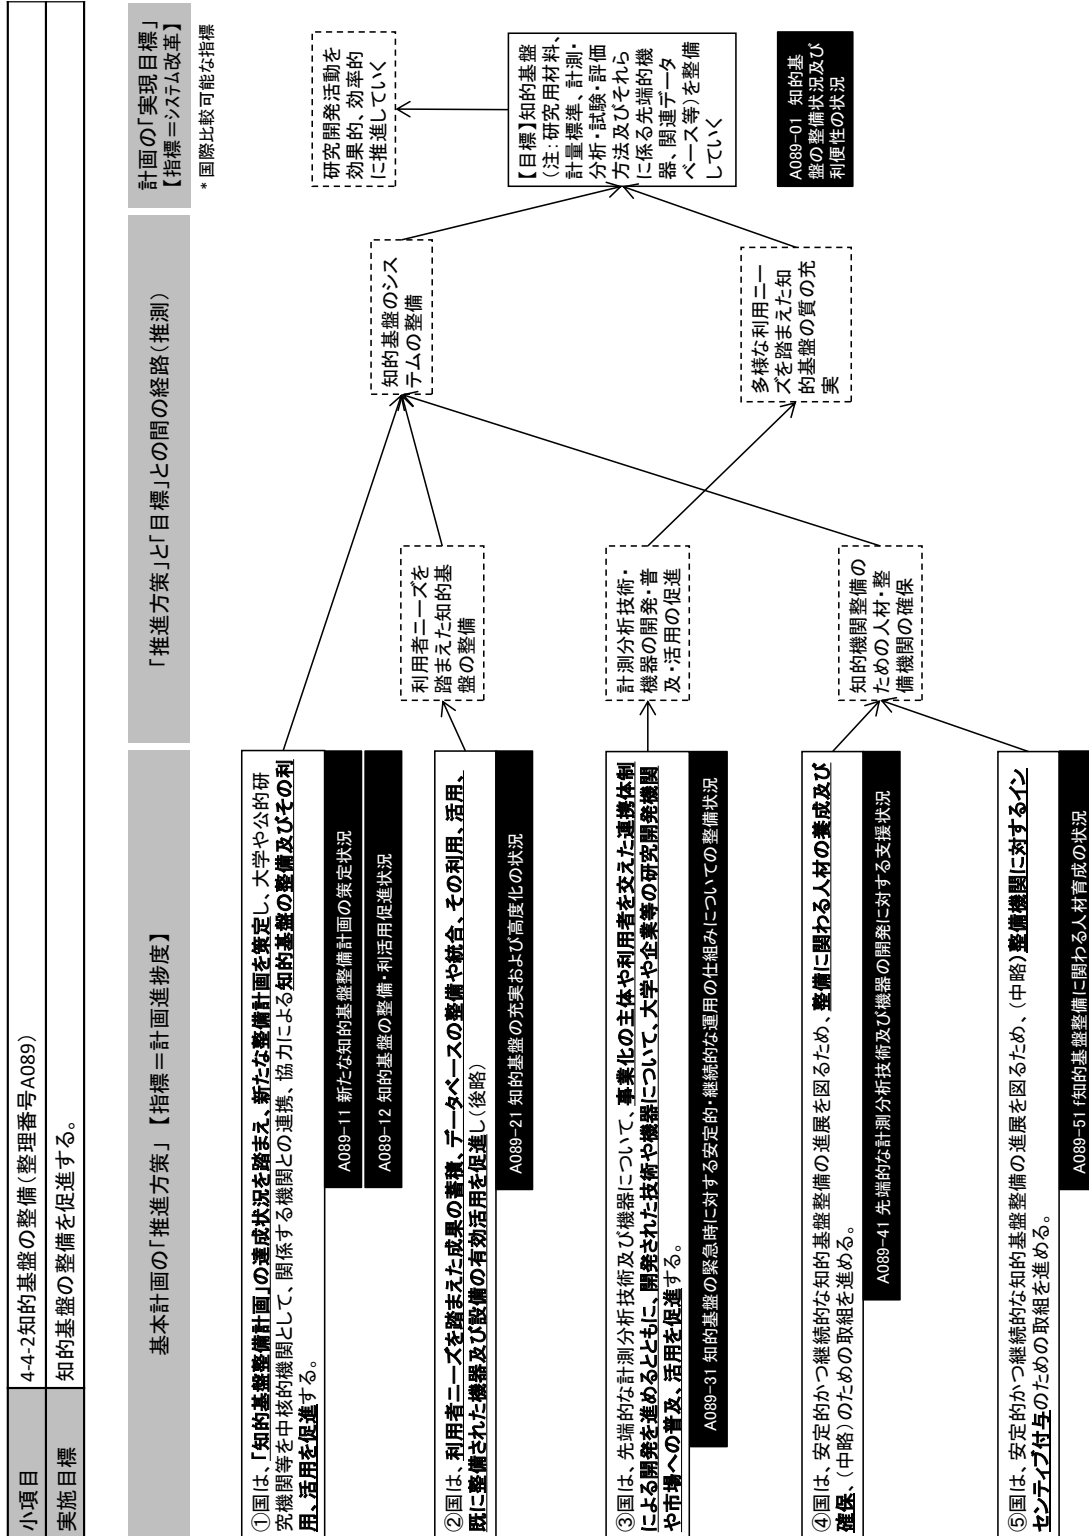 小項目
4-4-2知的基盤の整備(整理番号A089)
実施目標
知的基盤の整備を促進する。
基本計画の「推進方策」【指標=計画進捗度】
「推進方策」と「目標」との間の経路(推測)
計画の「実現目標」
【指標=システム改革】
*国際比較可能な指標
①国は、「知的基盤整備計画」の達成状況を踏まえ、新たな整備計画を策定し、大学や公的研
究機関等を中核的機関として、関係する機関との連携、協力による知的基盤の整備及びその利
用、活用を促進する。
A089-11 新たな知的基盤整備計画の策定状況
A089-12 知的基盤の整備・利活用促進状況
②国は、利用者ニーズを踏まえた成果の蓄積、データベースの整備や統合、その利用、活用、
既に整備された機器及び設備の有効活用を促進し(後略)
A089-21 知的基盤の充実および高度化の状況
③国は、先端的な計測分析技術及び機器について、事業化の主体や利用者を交えた連携体制
による開発を進めるとともに、開発された技術や機器について、大学や企業等の研究開発機関
や市場への普及、活用を促進する。
A089-31 知的基盤の緊急時に対する安定的・継続的な運用の仕組みについての整備状況
④国は、安定的かつ継続的な知的基盤整備の進展を図るため、整備に関わる人材の養成及び
確保、(中略)のための取組を進める。
A089-41 先端的な計測分析技術及び機器の開発に対する支援状況
⑤国は、安定的かつ継続的な知的基盤整備の進展を図るため、(中略)整備機関に対するイン
センティブ付与のための取組を進める。
A089-51 f知的基盤整備に関わる人材育成の状況
利用者ニーズを
踏まえた知的基
盤の整備
計測分析技術・
機器の開発・普
及・活用の促進
知的機関整備の
ための人材・整
備機関の確保
知的基盤のシス
テムの整備
多様な利用ニー
ズを踏まえた知
的基盤の質の充
実
研究開発活動を
効果的、効率的
に推進していく
【目標】知的基盤
(注:研究用材料、
計量標準、計測・
分析・試験・評価
方法及びそれら
に係る先端的機
器、関連データ
ベース等)を整備
していく
A089-01 知的基
盤の整備状況及び
利便性の状況